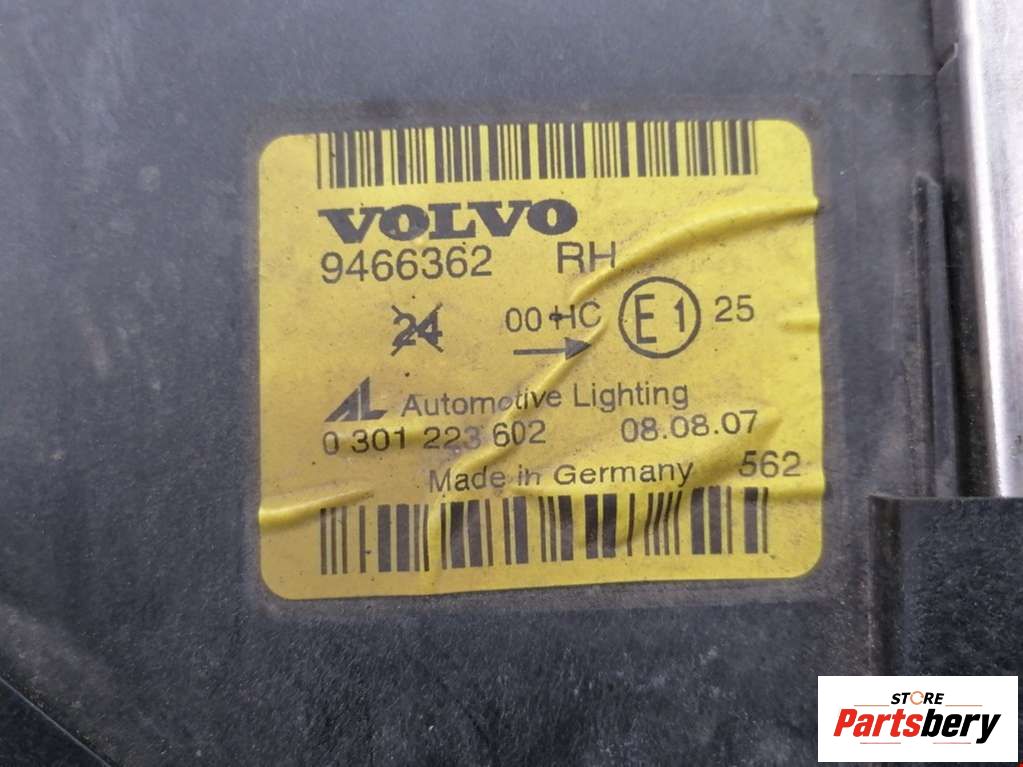 VOLVO
9466362 RH
24 00 HC E1 25
AL Automotive Lighting
0 301 223 602 08.08.07
Made in Germany 562
STORE
Partsbery